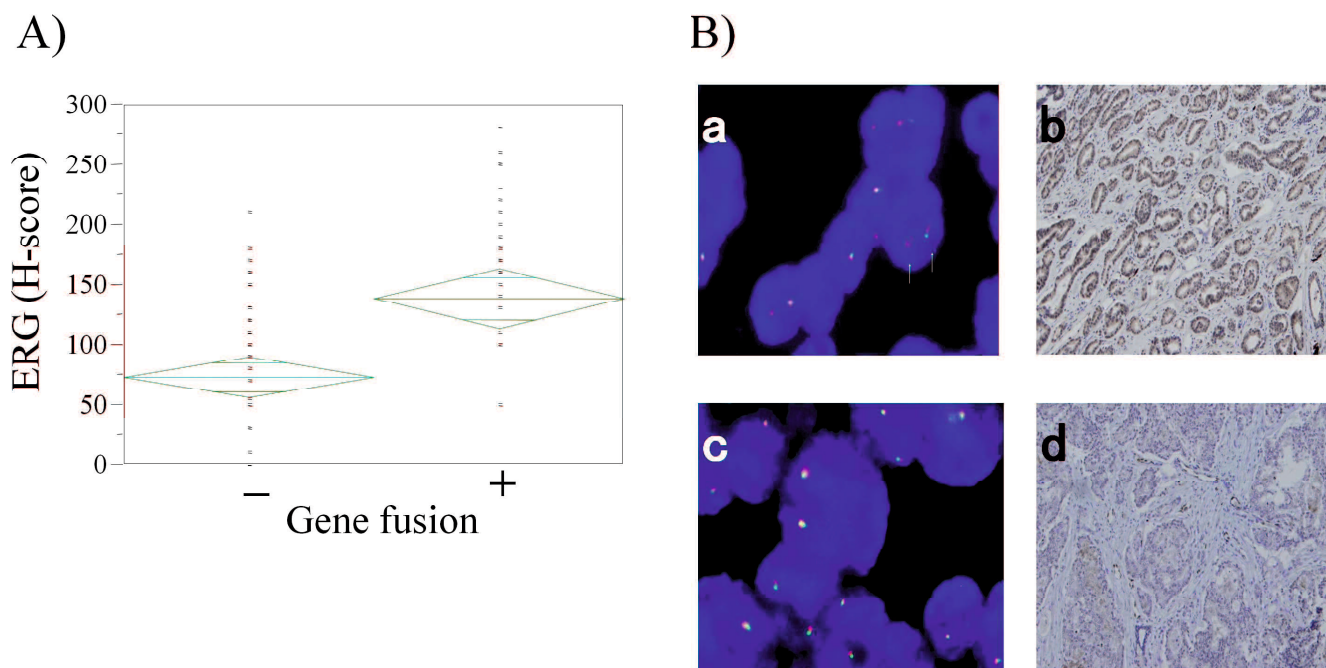 A)
B)
ERG (H-score)
300
250
200
150
100
50
0
–
+
Gene fusion
a
b
c
d